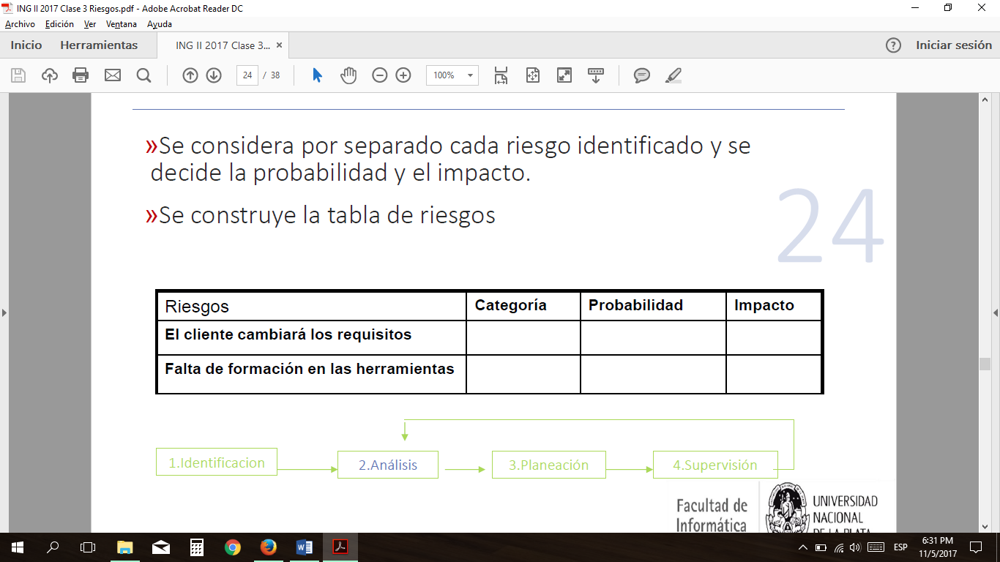 ING II 2017 Clase 3 Riesgos.pdf - Adobe Acrobat Reader DC
Archivo Edición Ver Ventana Ayuda
Inicio Herramientas ING II 2017 Clase 3... × Iniciar sesión
24 / 38 100%
»Se considera por separado cada riesgo identificado y se
decide la probabilidad y el impacto.
»Se construye la tabla de riesgos
24
Riesgos Categoría Probabilidad Impacto
El cliente cambiará los requisitos
Falta de formación en las herramientas
1.Identificacion 2.Análisis 3.Planeación 4.Supervisión
Facultad de
Informática
UNIVERSIDAD
NACIONAL
DE LA PLATA
ESP
6:31 PM
11/5/2017